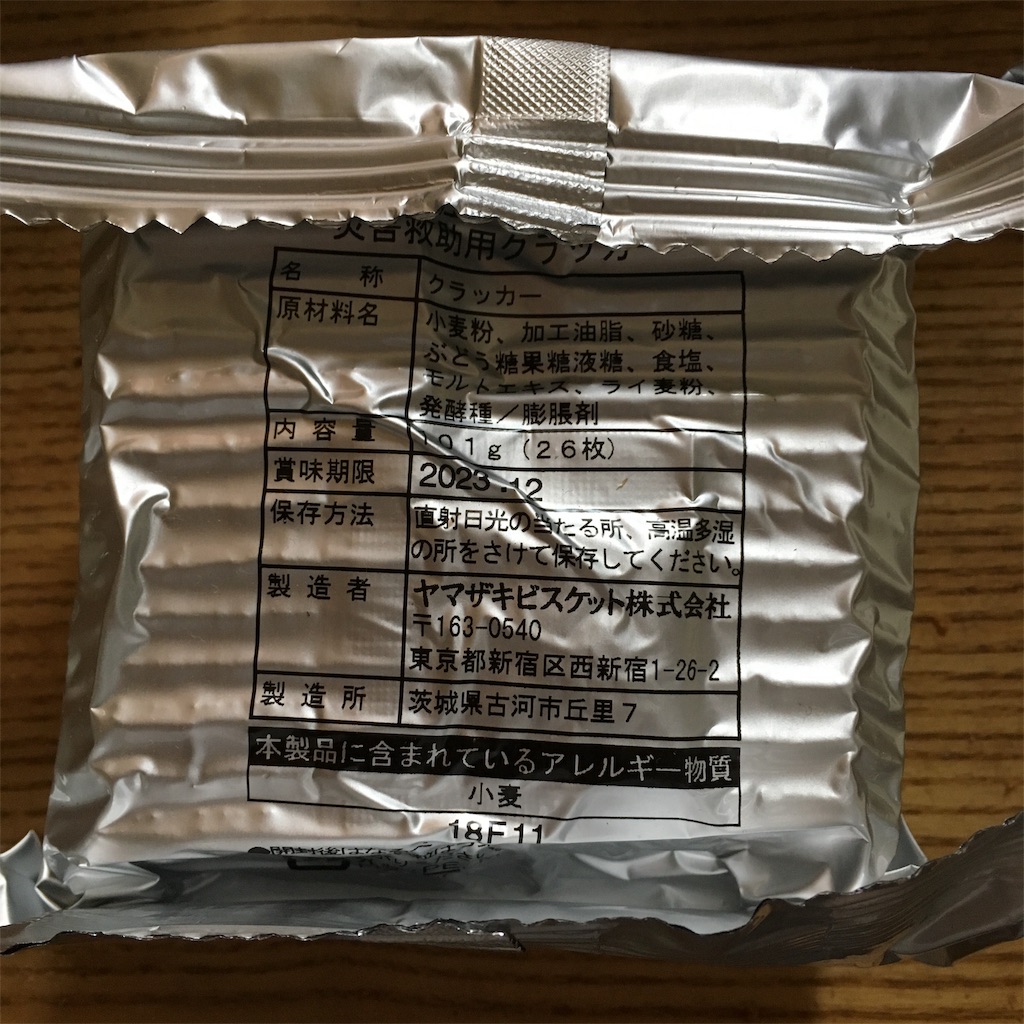 災害救助用クラッカー
名称 クラッカー
原材料名 小麦粉、加工油脂、砂糖、
ぶどう糖果糖液糖、食塩、
モルトエキス、ライ麦粉、
発酵種／膨脹剤
内容量 101g（26枚）
賞味期限 2023.12
保存方法 直射日光の当たる所、高温多湿
の所をさけて保存してください。
製造者 ヤマザキビスケット株式会社
〒163-0540
東京都新宿区西新宿1-26-2
製造所 茨城県古河市丘里7
本製品に含まれているアレルギー物質
小麦
18F11
●開封後は